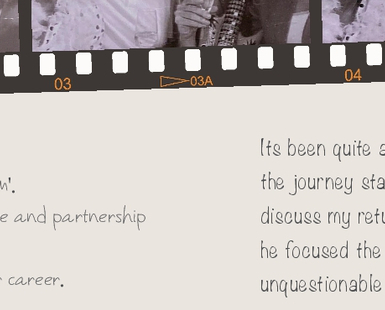 03
03A
04
m'.
e and partnership
career.
Its been quite a
the journey sta
discuss my retu
he focused the
unquestionable